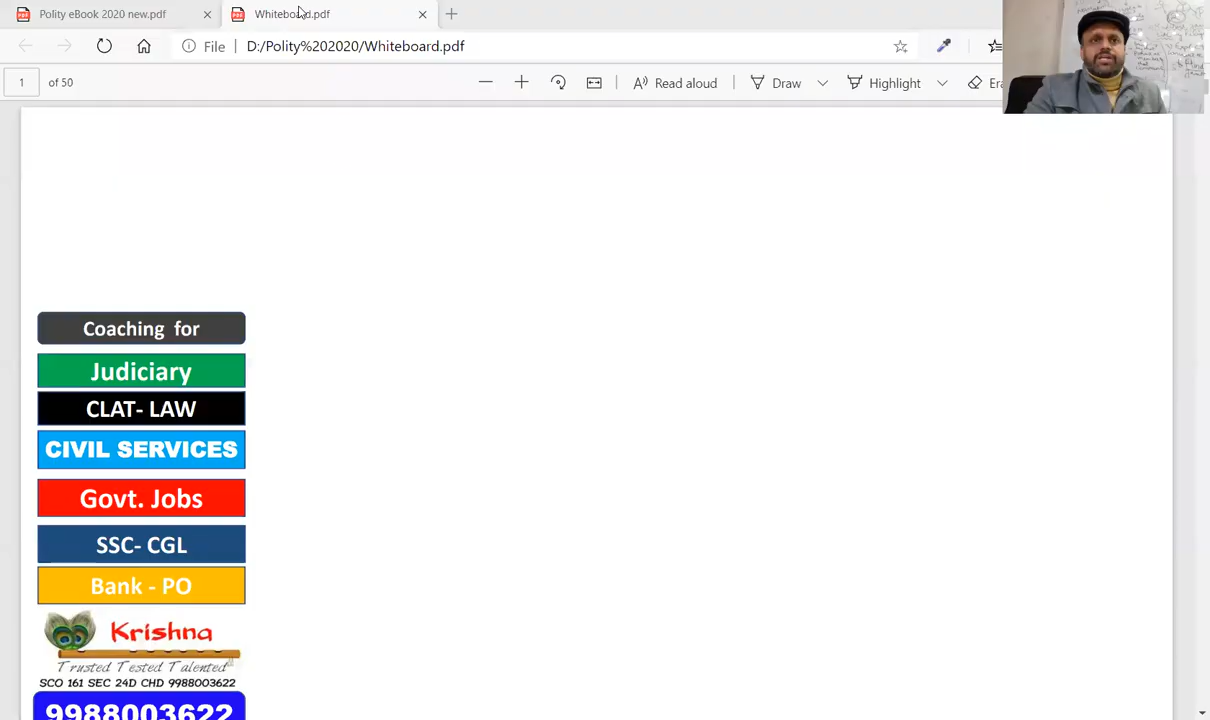 Polity eBook 2020 new.pdf
Whiteboard.pdf
File
D:/Polity%202020/Whiteboard.pdf
1 of 50
Read aloud
Draw
Highlight
Coaching for
Judiciary
CLAT- LAW
CIVIL SERVICES
Govt. Jobs
SSC- CGL
Bank - PO
Krishna
Trusted Tested Talented
SCO 161 SEC 24D CHD 9988003622
9988003622